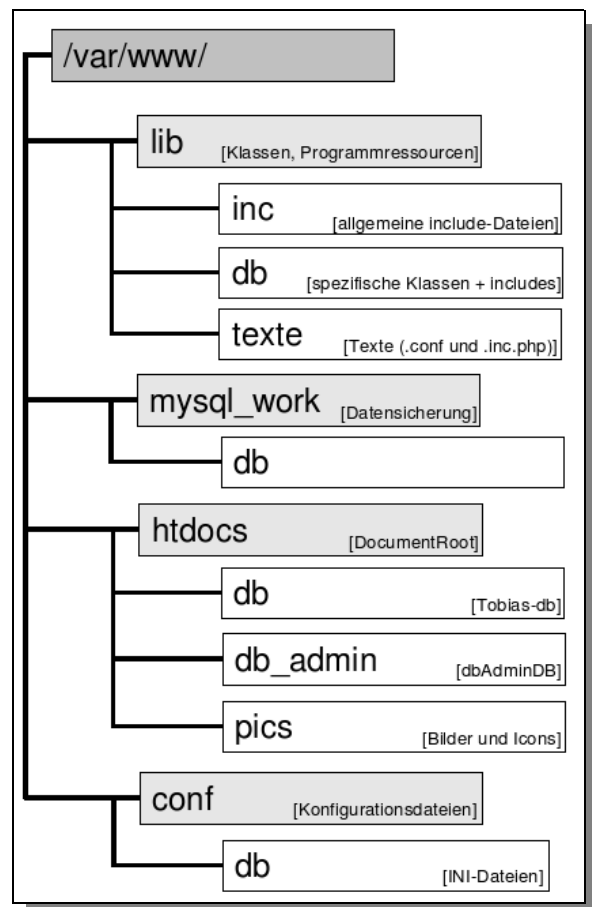 /var/www/
lib [Klassen, Programmressourcen]
inc [allgemeine include-Dateien]
db [spezifische Klassen + includes]
texte [Texte (.conf und .inc.php)]
mysql_work [Datensicherung]
db
htdocs [DocumentRoot]
db [Tobias-db]
db_admin [dbAdminDB]
pics [Bilder und Icons]
conf [Konfigurationsdateien]
db [INI-Dateien]